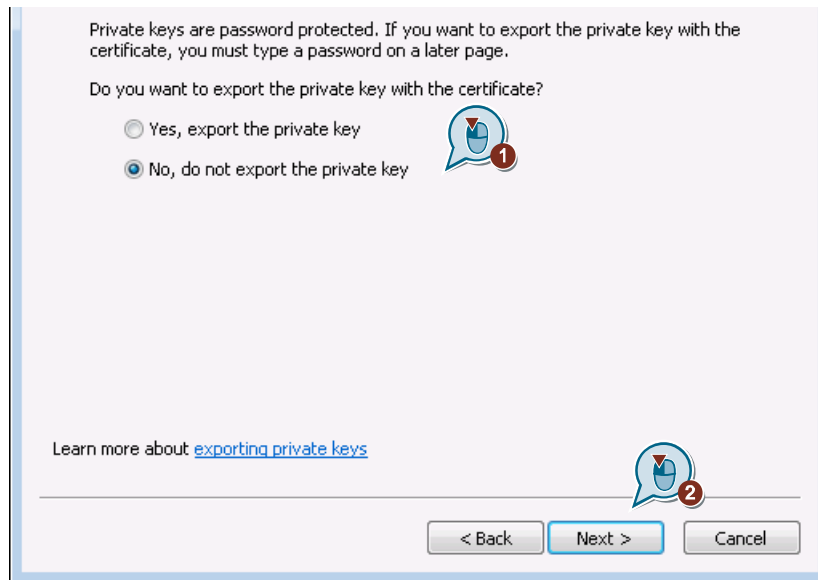 Private keys are password protected. If you want to export the private key with the
certificate, you must type a password on a later page.
Do you want to export the private key with the certificate?
Yes, export the private key
1
No, do not export the private key
Learn more about exporting private keys
2
< Back Next > Cancel